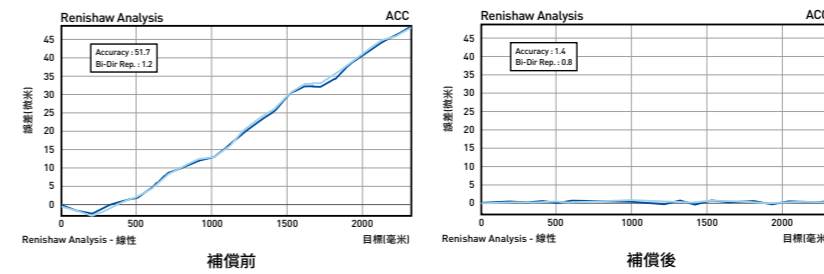 Renishaw Analysis ACC
Accuracy : 51.7
Bi-Dir Rep. : 1.2
誤差(微米)
45
40
35
30
25
20
15
10
5
0
0 500 1000 1500 2000
Renishaw Analysis - 線性 目標(毫米)
補償前
Renishaw Analysis ACC
Accuracy : 1.4
Bi-Dir Rep. : 0.8
誤差(微米)
45
40
35
30
25
20
15
10
5
0
0 500 1000 1500 2000
Renishaw Analysis - 線性 目標(毫米
補償後